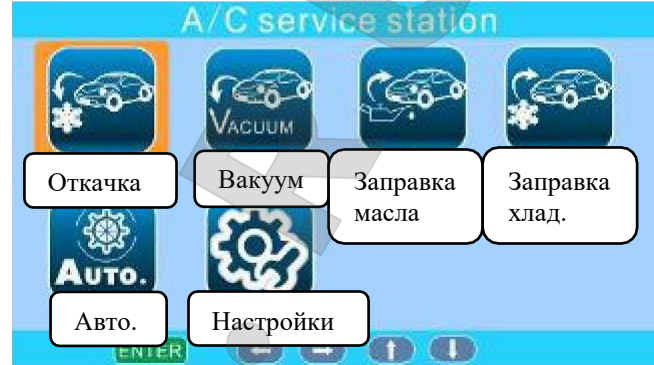 A/C service station
VACUUM
Откачка
Вакуум
Заправка
масла
Заправка
хлад.
AUTO.
Авто.
Настройки
ENTER